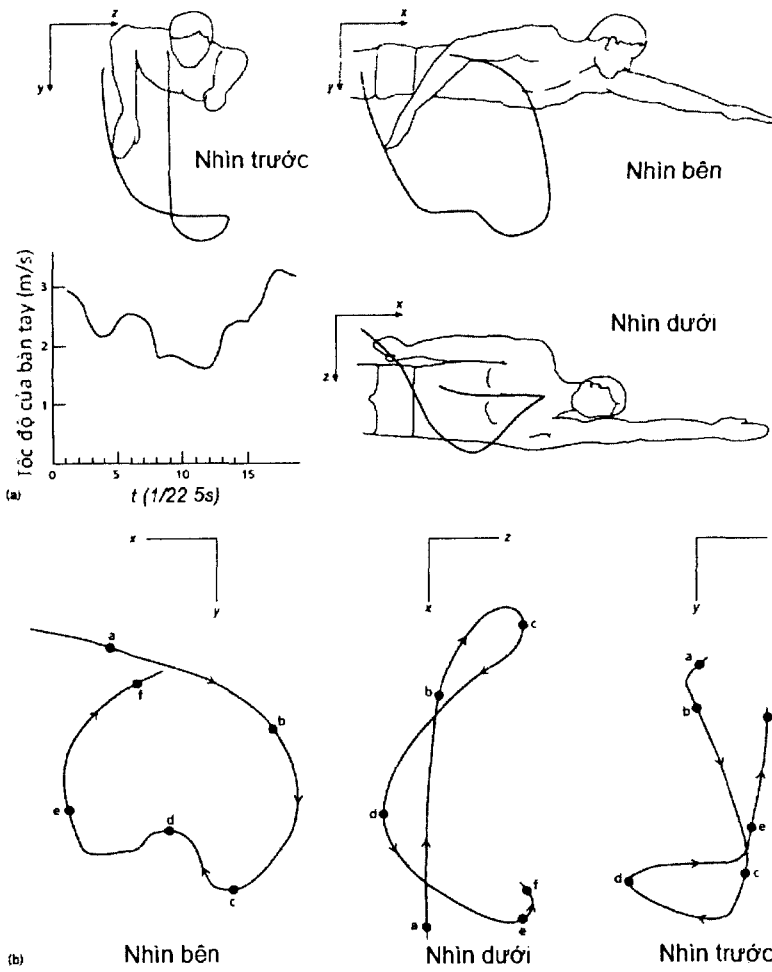 z
y
Nhìn trước
x
y
Nhìn bên
Tốc độ của bàn tay (m/s)
3
2
1
0
5
10
15
t (1/22 5s)
(a)
x
z
Nhìn dưới
x
y
a
f
b
e
d
c
(b)
Nhìn bên
z
x
c
b
d
f
a
e
Nhìn dưới
y
a
b
e
d
c
Nhìn trước